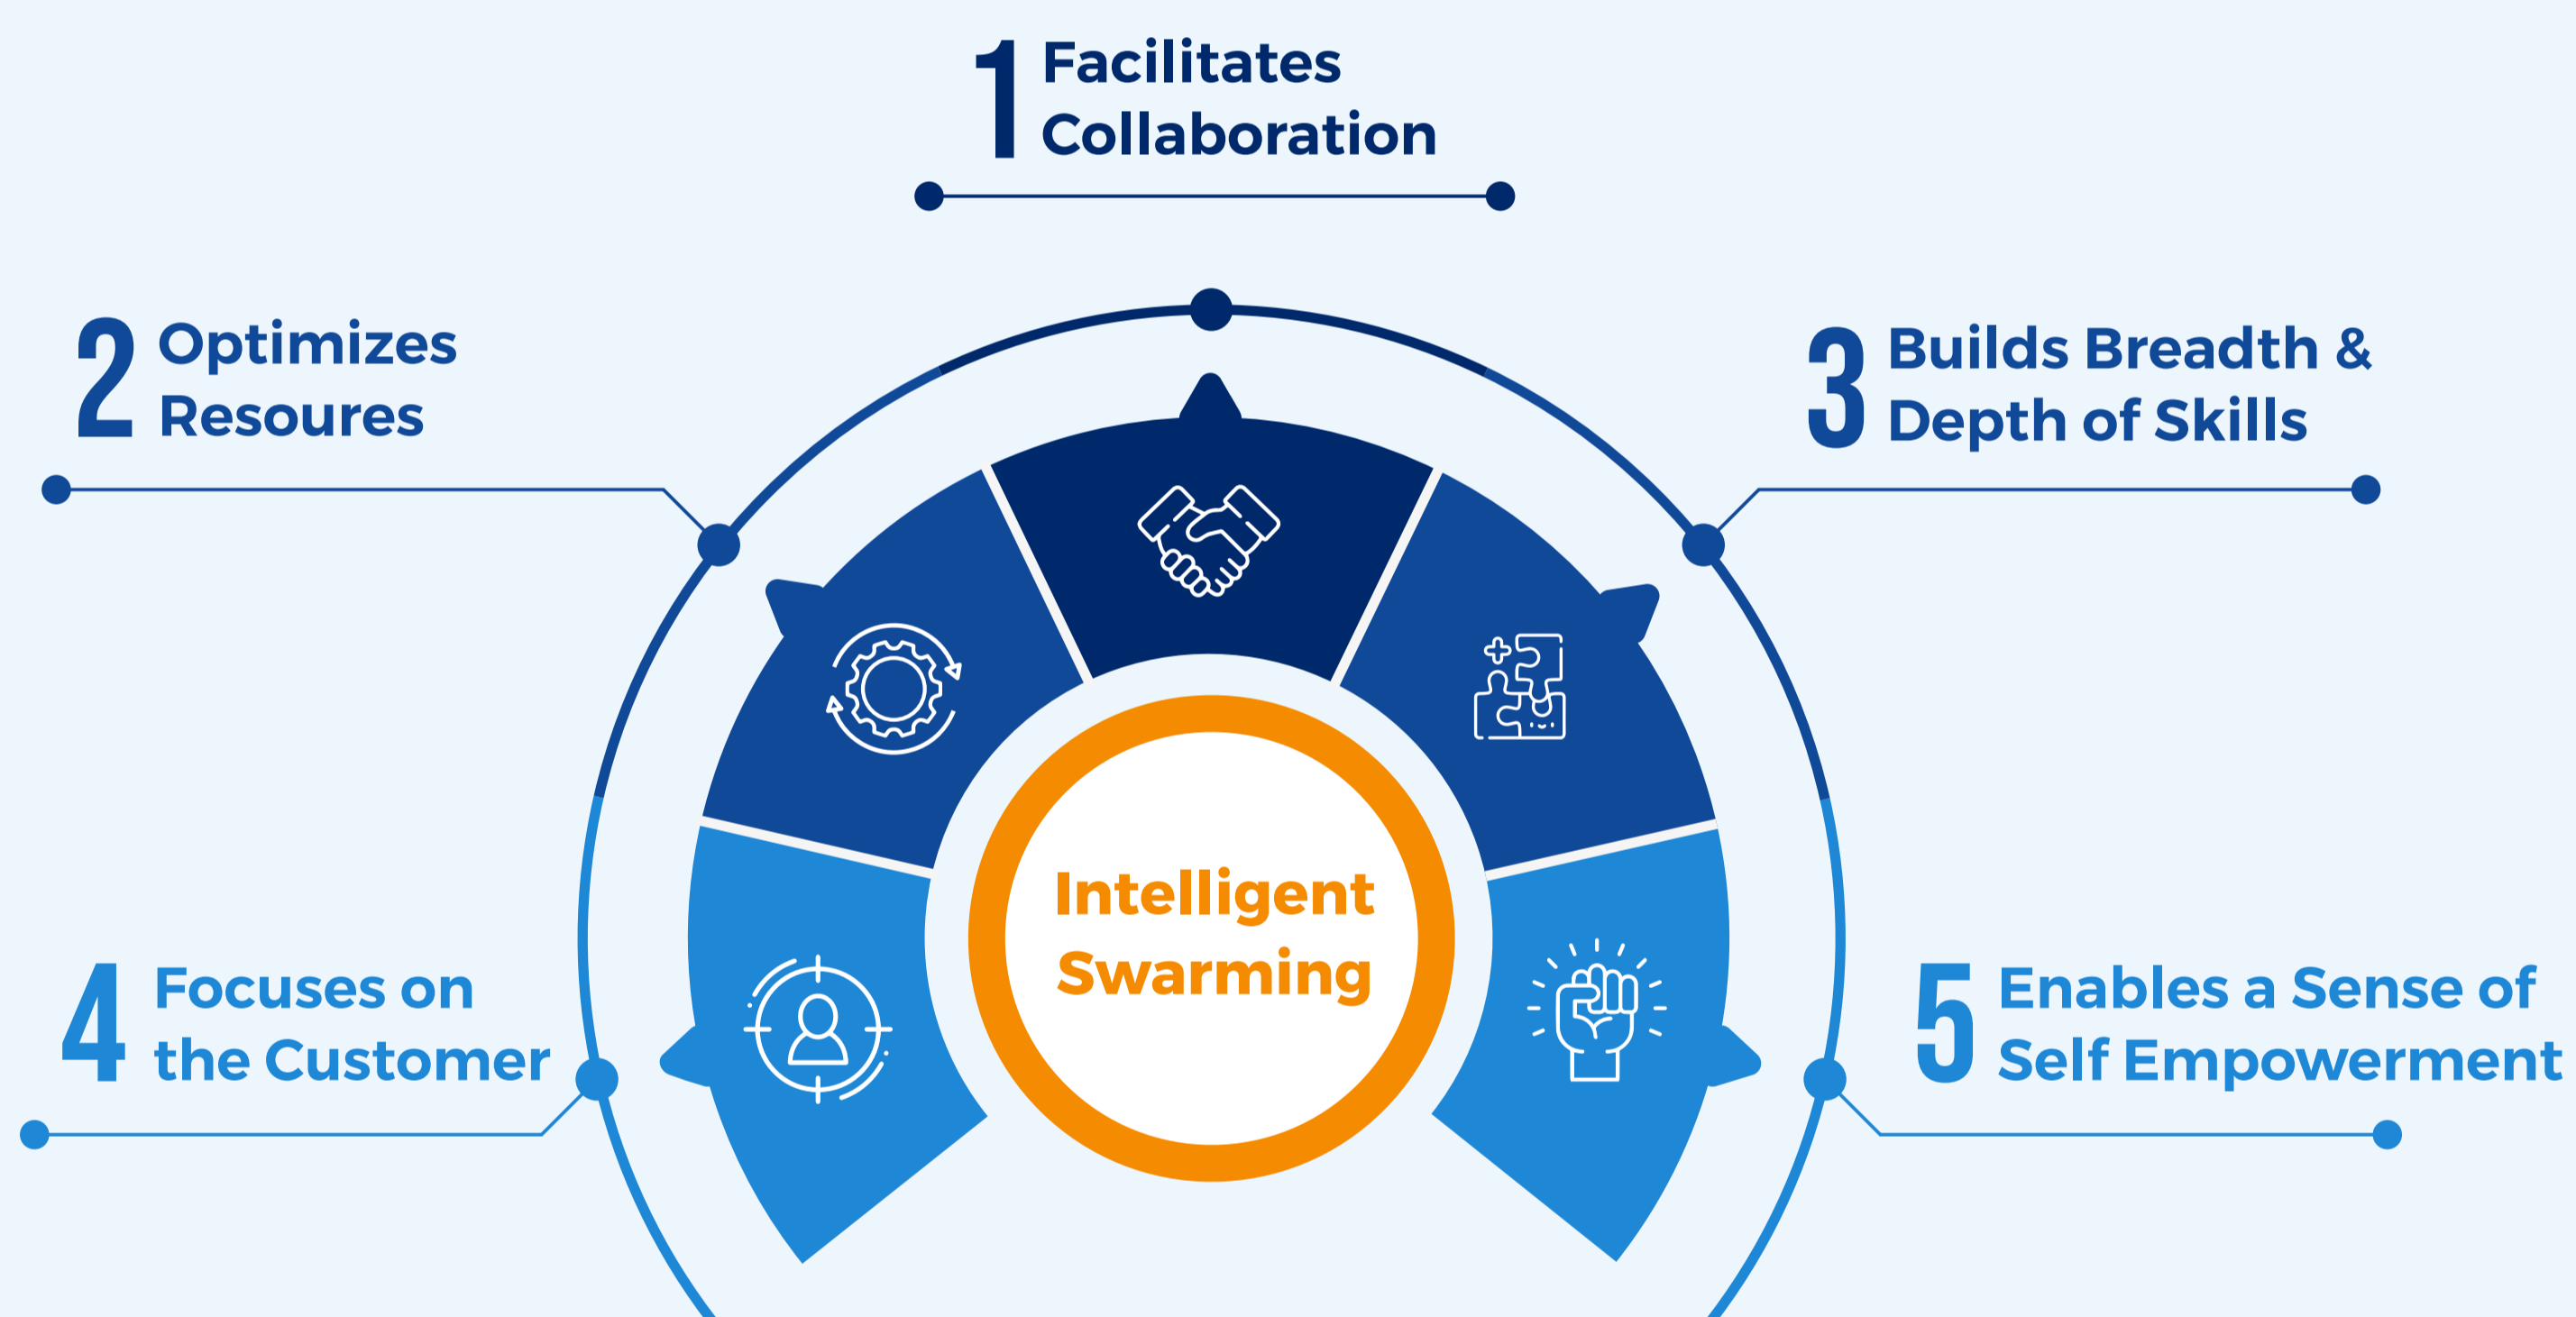 1 Facilitates
Collaboration
2 Optimizes
Resoures
3 Builds Breadth &
Depth of Skills
4 Focuses on
the Customer
5 Enables a Sense of
Self Empowerment
Intelligent
Swarming